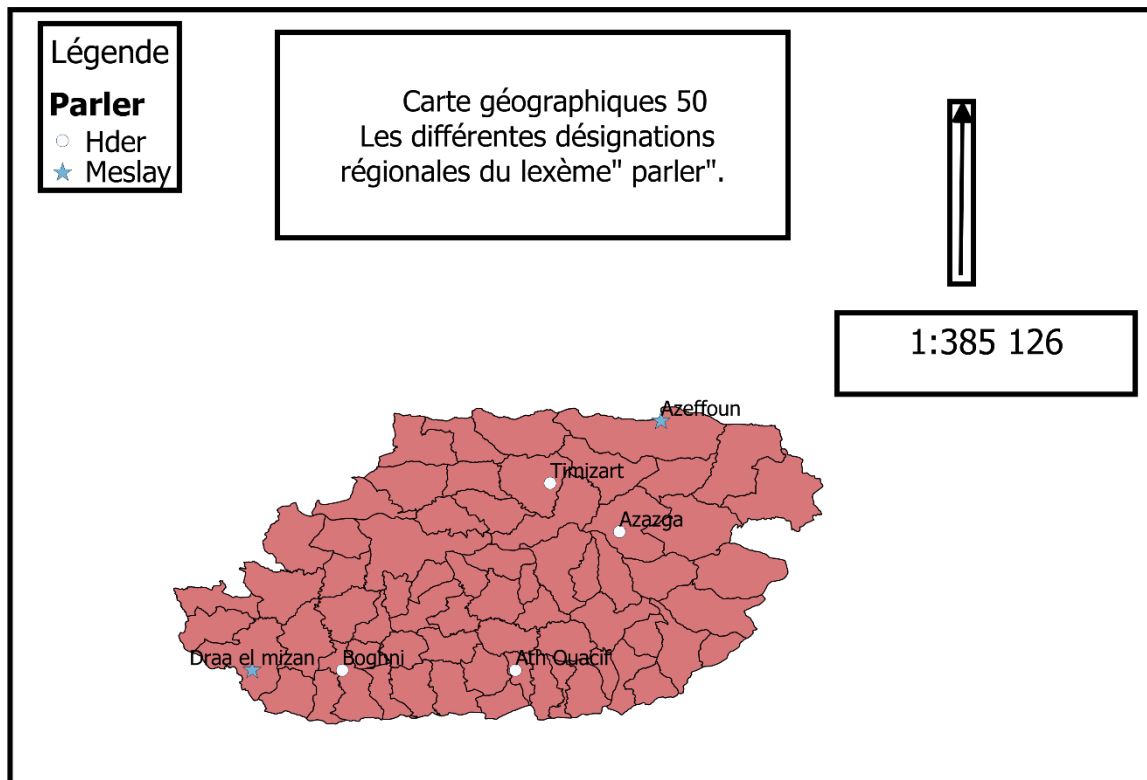 Légende
Parler
Hder
Meslay
Carte géographiques 50
Les différentes désignations
régionales du lexème" parler".
1:385 126
Azeffoun
Timizart
Azazga
Draa el mizan
Boghni
Ath Ouacif